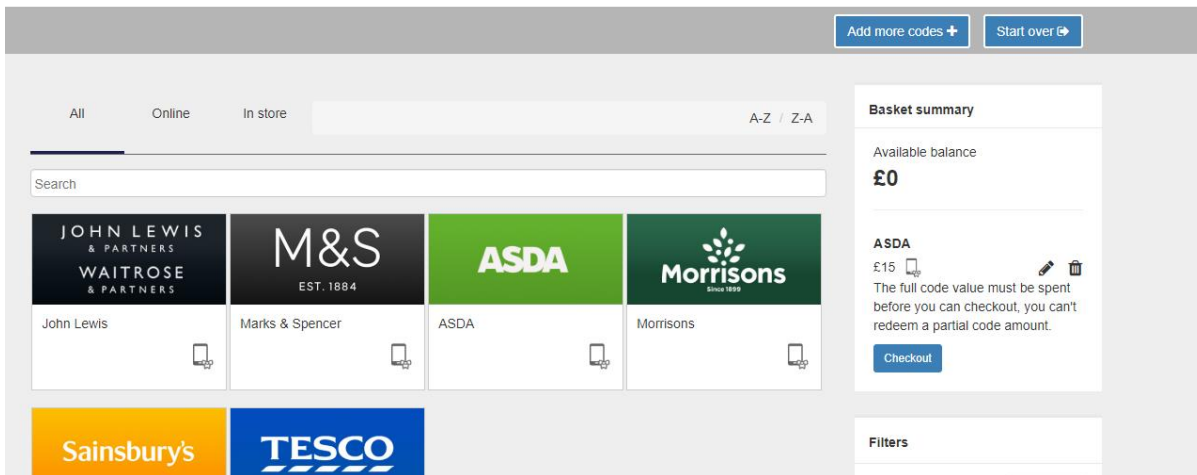 Add more codes
Start over
All
Online
In store
A-Z / Z-A
Search
JOHN LEWIS
& PARTNERS
WAITROSE
& PARTNERS
M&S
EST. 1884
ASDA
Morrisons
Since 1899
John Lewis
Marks & Spencer
ASDA
Morrisons
Sainsbury's
TESCO
Basket summary
Available balance
£0
ASDA
£15
The full code value must be spent
before you can checkout, you can't
redeem a partial code amount.
Checkout
Filters